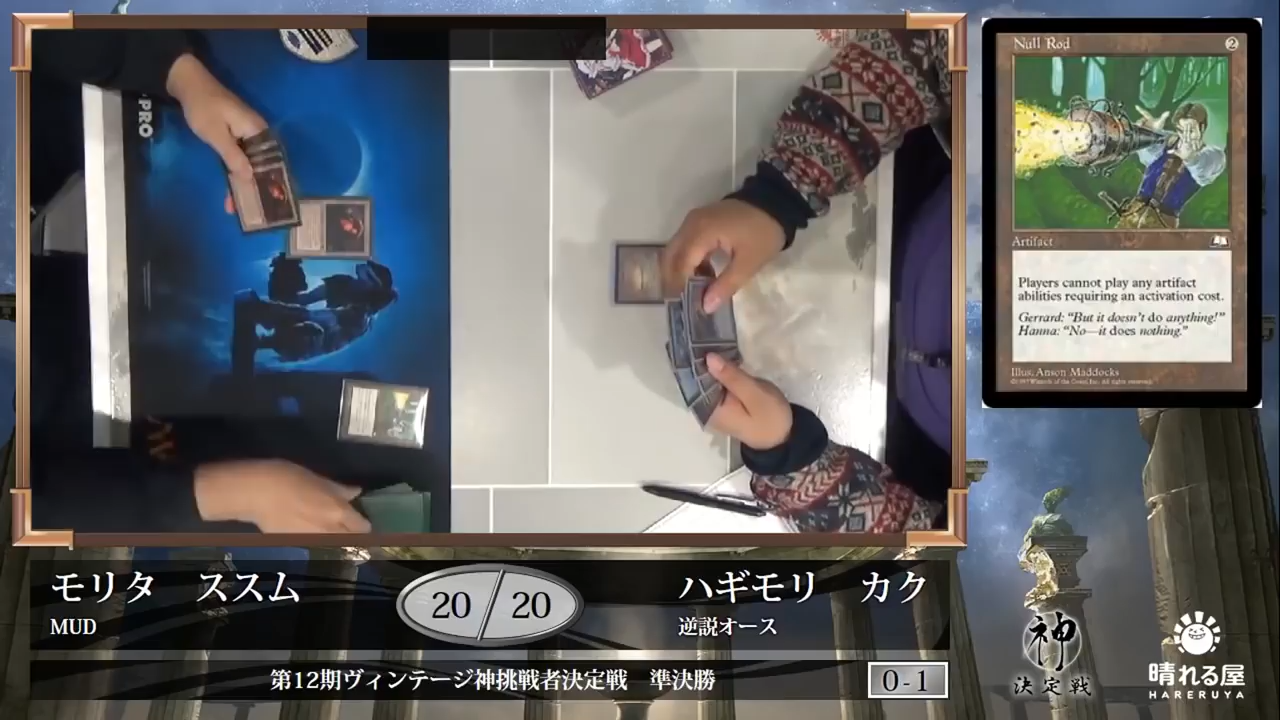 PRO
Null Rod
2
Artifact
Players cannot play any artifact
abilities requiring an activation cost.
Gerrard: "But it doesn't do anything!"
Hanna: "No—it does nothing."
Illus. Anson Maddocks
モリタ ススム
MUD
20 / 20
ハギモリ カク
逆説オース
第12期ヴィンテージ神挑戦者決定戦 準決勝
0-1
神
決定戦
晴れる屋
HARERUYA